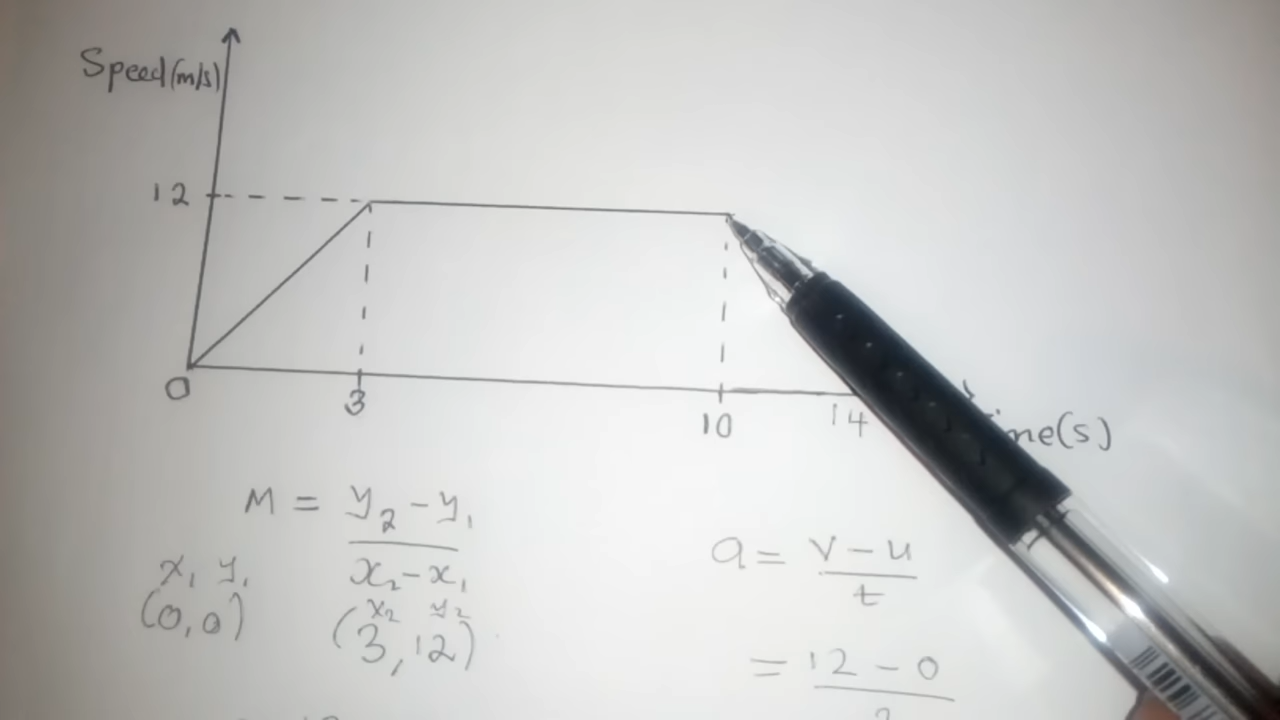 Speed(m/s)
12
0
3
10
14
me(s)
M = y₂ - y₁
x₂ - x₁
x₁ y₁
(0,0)
x₂ y₂
(3,12)
a = v - u
t
= 12 - 0